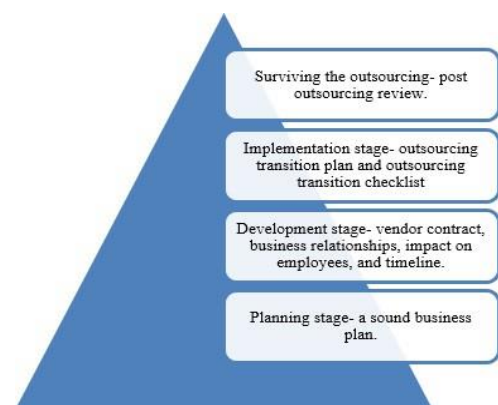 Surviving the outsourcing- post
outsourcing review.
Implementation stage- outsourcing
transition plan and outsourcing
transition checklist
Development stage- vendor contract,
business relationships, impact on
employees, and timeline.
Planning stage- a sound business
plan.